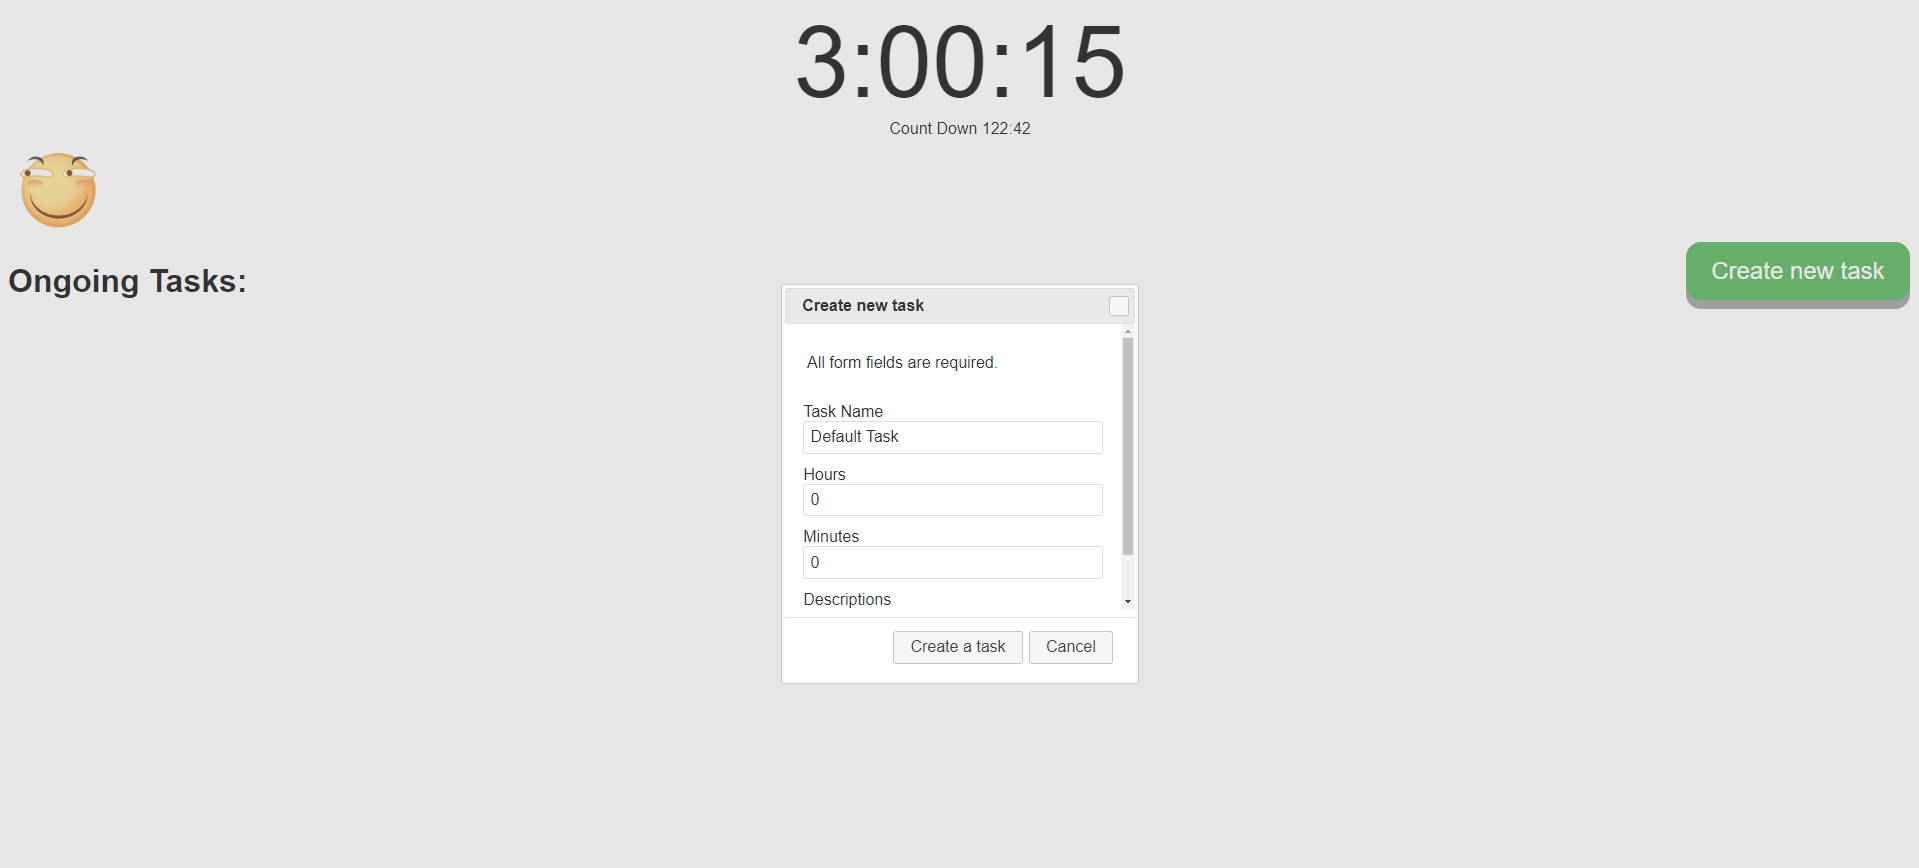 3:00:15
Count Down 122:42
Ongoing Tasks:
Create new task
Create new task
All form fields are required.
Task Name
Default Task
Hours
0
Minutes
0
Descriptions
Create a task
Cancel